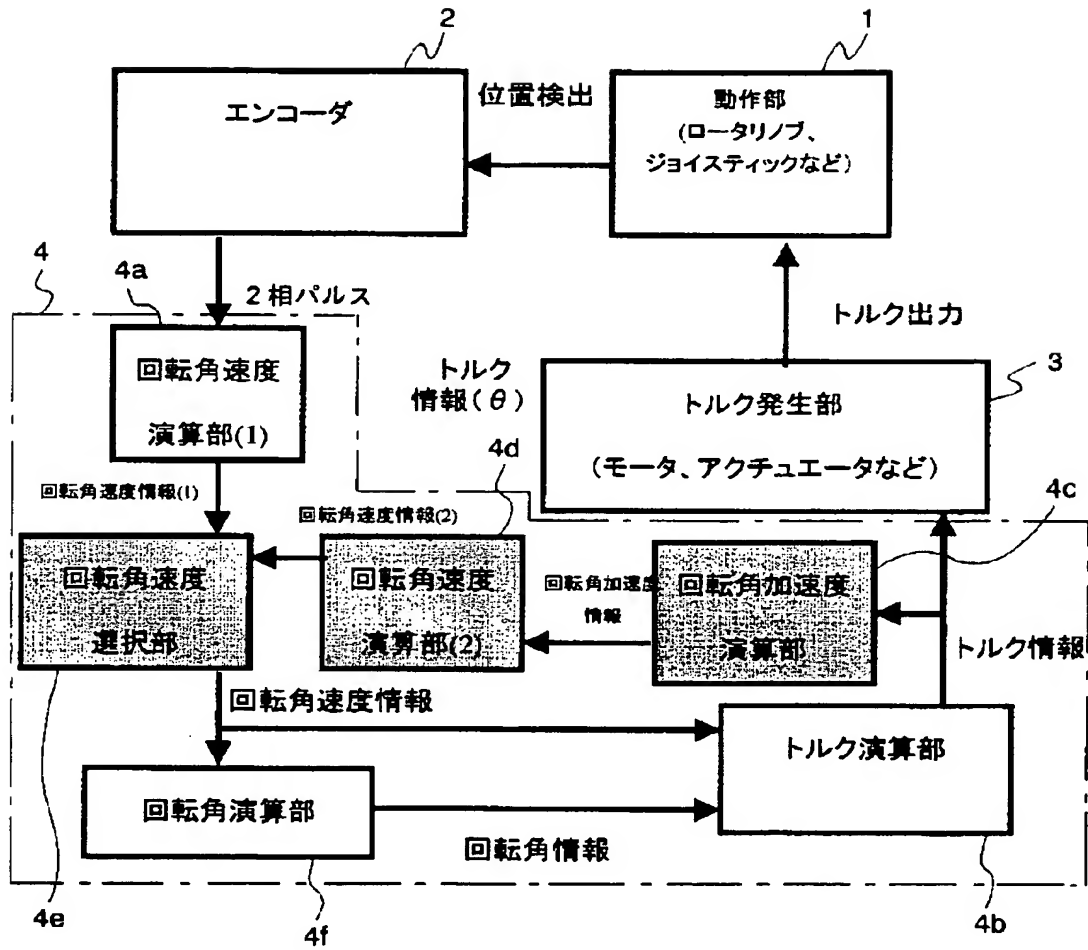 2
1
エンコーダ
位置検出
動作部
(ロータリノブ、
ジョイスティックなど)
4
4a
2相パルス
トルク出力
回転角速度
演算部(1)
トルク
情報(θ)
3
トルク発生部
(モータ、アクチュエータなど)
4d
4c
回転角速度情報(1)
回転角速度情報(2)
回転角速度
選択部
回転角速度
演算部(2)
回転角加速度
情報
回転角加速度
演算部
トルク情報
回転角速度情報
トルク演算部
回転角演算部
回転角情報
4e
4f
4b